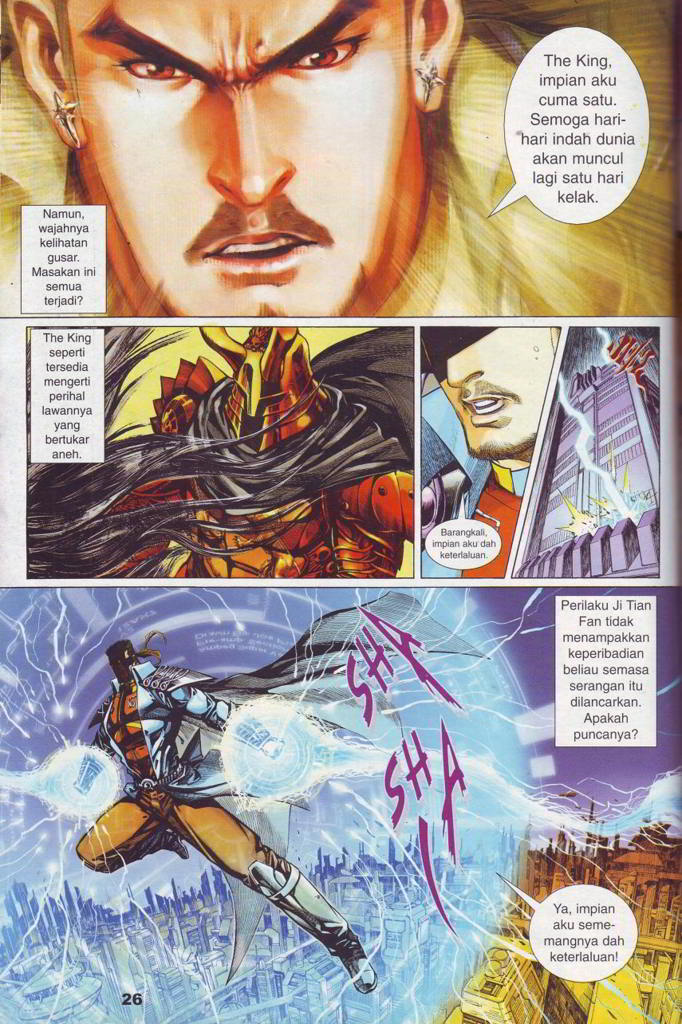 The King,
impian aku
cuma satu.
Semoga hari-
hari indah dunia
akan muncul
lagi satu hari
kelak.
Namun,
wajahnya
kelihatan
gusar.
Masakan ini
semua
terjadi?
The King
seperti
tersedia
mengerti
perihal
lawannya
yang
bertukar
aneh.
Barangkali,
impian aku dah
keterlaluan.
Perilaku Ji Tian
Fan tidak
menampakkan
keperibadian
beliau semasa
serangan itu
dilancarkan.
Apakah
puncanya?
SHA
SHA
Ya, impian
aku seme-
mangnya dah
keterlaluan!
26